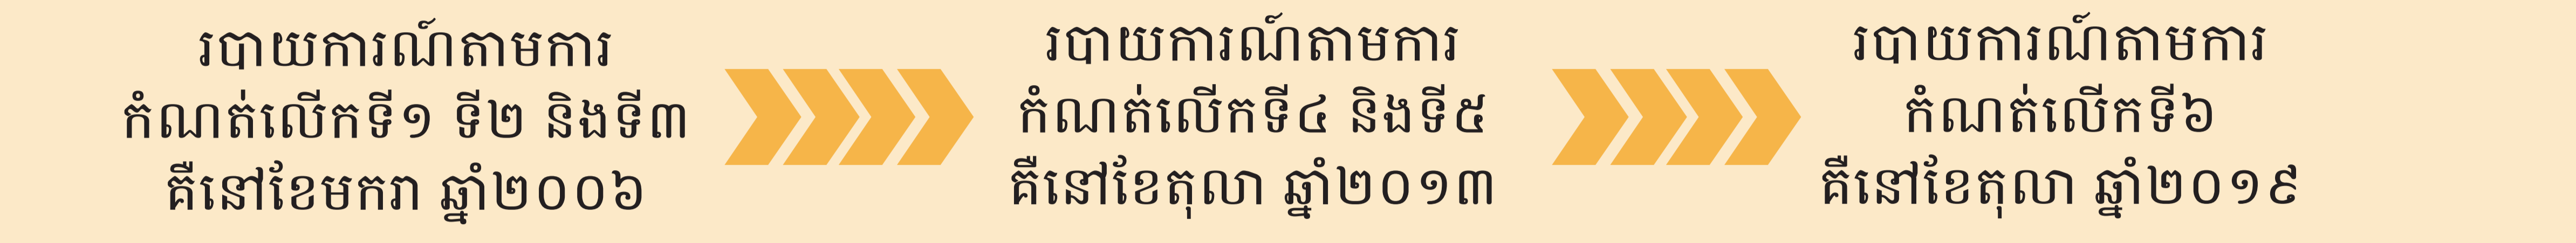 របាយការណ៍តាមការ
កំណត់លើកទី១ ទី២ និងទី៣
គឺនៅខែមករា ឆ្នាំ២០០៦
របាយការណ៍តាមការ
កំណត់លើកទី៤ និងទី៥
គឺនៅខែតុលា ឆ្នាំ២០១៣
របាយការណ៍តាមការ
កំណត់លើកទី៦
គឺនៅខែតុលា ឆ្នាំ២០១៩